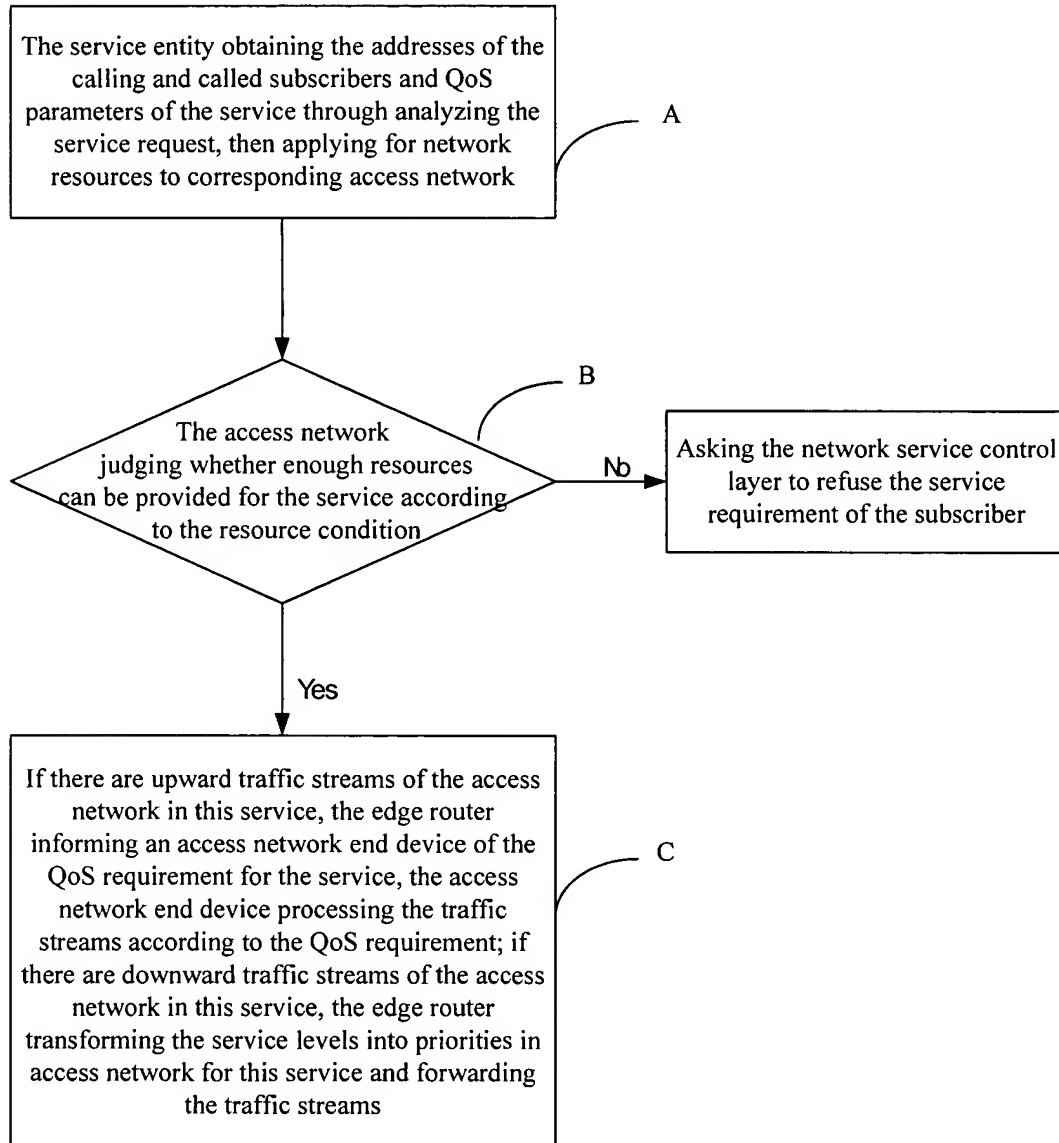 The service entity obtaining the addresses of the
calling and called subscribers and QoS
parameters of the service through analyzing the
service request, then applying for network
resources to corresponding access network
A
B
The access network
judging whether enough resources
can be provided for the service according
to the resource condition
No
Asking the network service control
layer to refuse the service
requirement of the subscriber
Yes
If there are upward traffic streams of the access
network in this service, the edge router
informing an access network end device of the
QoS requirement for the service, the access
network end device processing the traffic
streams according to the QoS requirement; if
there are downward traffic streams of the access
network in this service, the edge router
transforming the service levels into priorities in
access network for this service and forwarding
the traffic streams
C